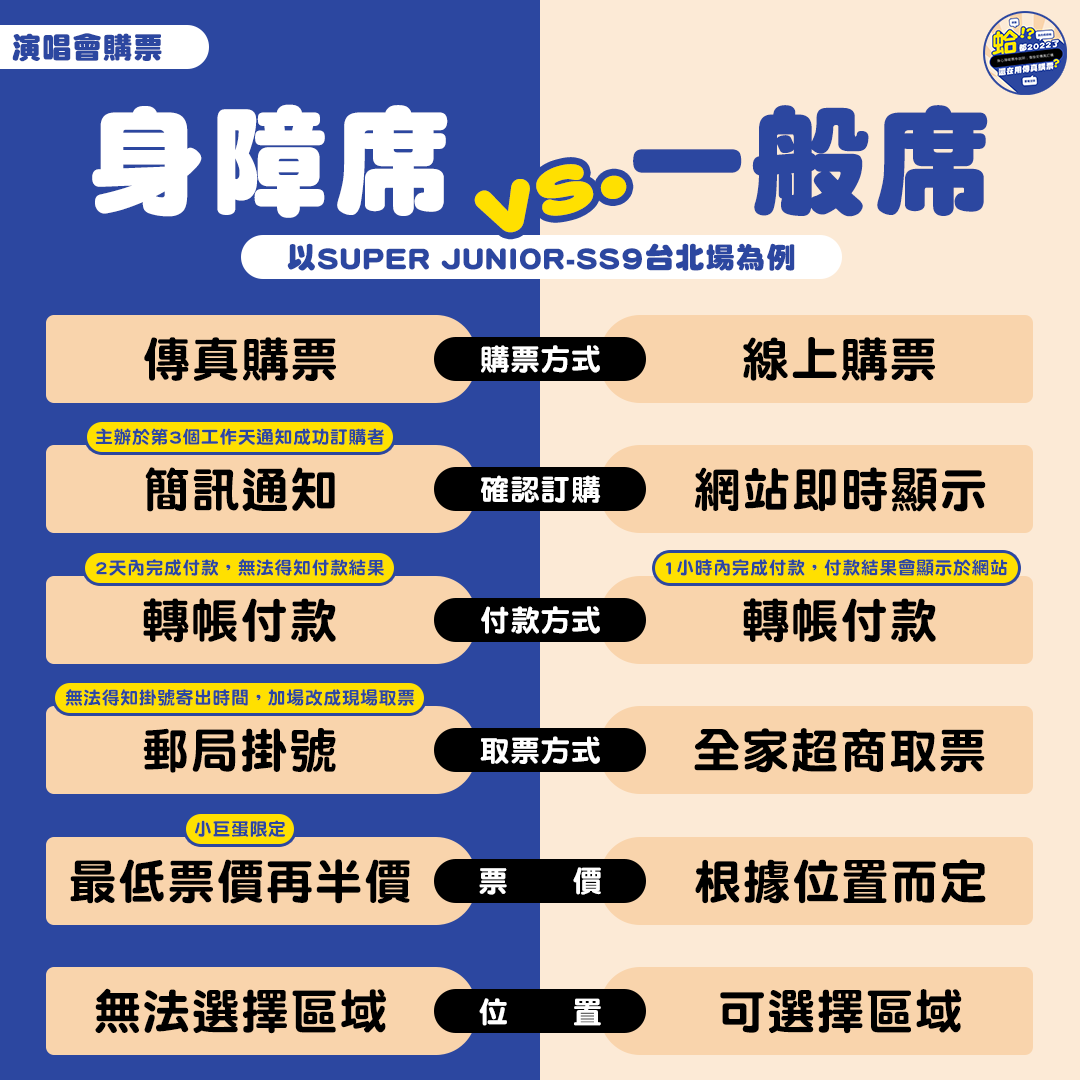 演唱會購票
蛤!?
都2022了
還在用傳真購票?
身障席 vs. 一般席
以SUPER JUNIOR-SS9台北場為例
傳真購票 購票方式 線上購票
主辦於第3個工作天通知成功訂購者
簡訊通知 確認訂購 網站即時顯示
2天內完成付款，無法得知付款結果 1小時內完成付款，付款結果會顯示於網站
轉帳付款 付款方式 轉帳付款
無法得知掛號寄出時間，加場改成現場取票
郵局掛號 取票方式 全家超商取票
小巨蛋限定
最低票價再半價 票價 根據位置而定
無法選擇區域 位置 可選擇區域